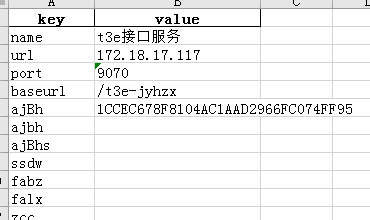 A B C D
key value
name t3e接口服务
url 172.18.17.117
port 9070
baseurl /t3e-jyhzx
ajBh 1CCEC678F8104AC1AAD2966FC074FF95
ajbh
ajBhs
ssdw
fabz
falx
zcc